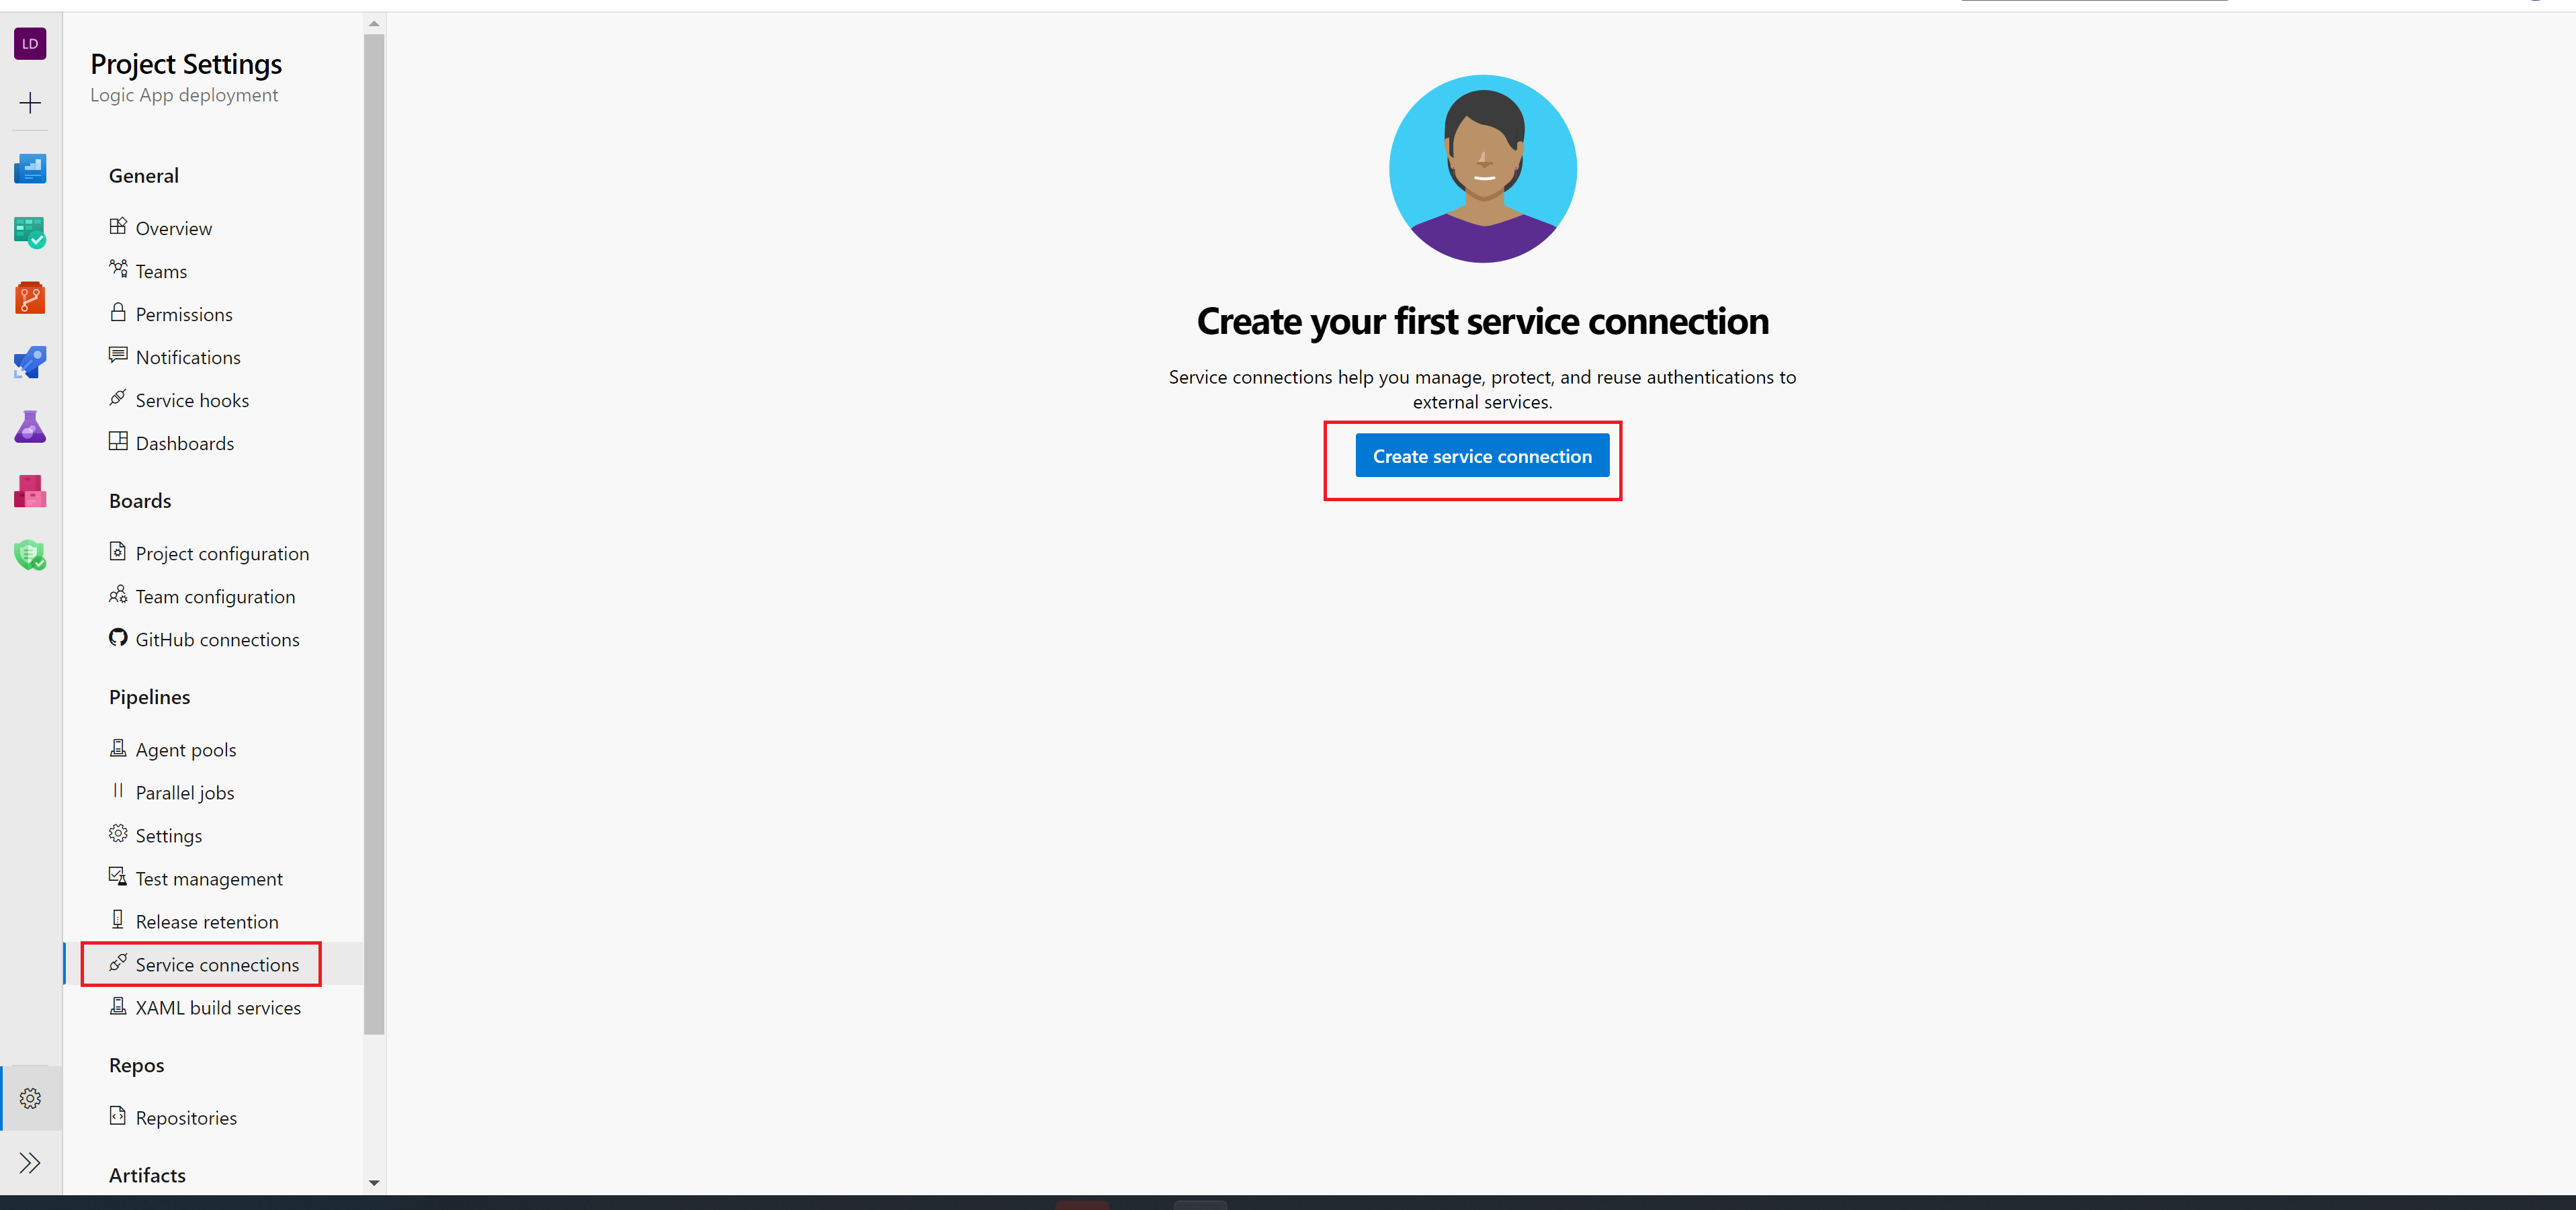 LD
Project Settings
Logic App deployment
General
Overview
Teams
Permissions
Notifications
Service hooks
Dashboards
Boards
Project configuration
Team configuration
GitHub connections
Pipelines
Agent pools
Parallel jobs
Settings
Test management
Release retention
Service connections
XAML build services
Repos
Repositories
Artifacts
Create your first service connection
Service connections help you manage, protect, and reuse authentications to
external services.
Create service connection